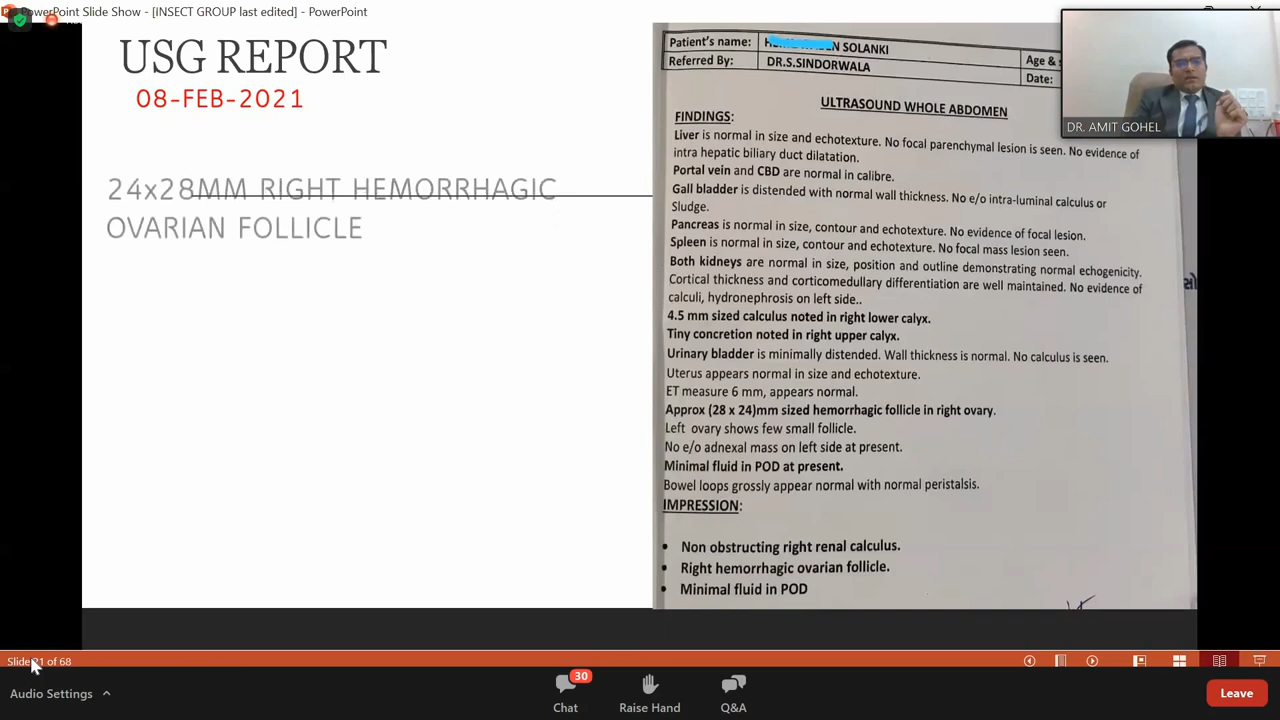 PowerPoint Slide Show - [INSECT GROUP last edited] - PowerPoint
USG REPORT
08-FEB-2021
24x28MM RIGHT HEMORRHAGIC
OVARIAN FOLLICLE
Patient's name: SOLANKI
Age &
Referred By: DR.S.SINDORWALA
Date:
DR. AMIT GOHEL
ULTRASOUND WHOLE ABDOMEN
FINDINGS:
Liver is normal in size and echotexture. No focal parenchymal lesion is seen. No evidence of
intra hepatic biliary duct dilatation.
Portal vein and CBD are normal in calibre.
Gall bladder is distended with normal wall thickness. No e/o intra-luminal calculus or
Sludge.
Pancreas is normal in size, contour and echotexture. No evidence of focal lesion.
Spleen is normal in size, contour and echotexture. No focal mass lesion seen.
Both kidneys are normal in size, position and outline demonstrating normal echogenicity.
Cortical thickness and corticomedullary differentiation are well maintained. No evidence of
calculi, hydronephrosis on left side..
4.5 mm sized calculus noted in right lower calyx.
Tiny concretion noted in right upper calyx.
Urinary bladder is minimally distended. Wall thickness is normal. No calculus is seen.
Uterus appears normal in size and echotexture.
ET measure 6 mm, appears normal.
Approx (28 x 24)mm sized hemorrhagic follicle in right ovary.
Left ovary shows few small follicle.
No e/o adnexal mass on left side at present.
Minimal fluid in POD at present.
Bowel loops grossly appear normal with normal peristalsis.
IMPRESSION:
• Non obstructing right renal calculus.
• Right hemorrhagic ovarian follicle.
• Minimal fluid in POD
Slide 21 of 68
Audio Settings
30
Chat
Raise Hand
Q&A
Leave